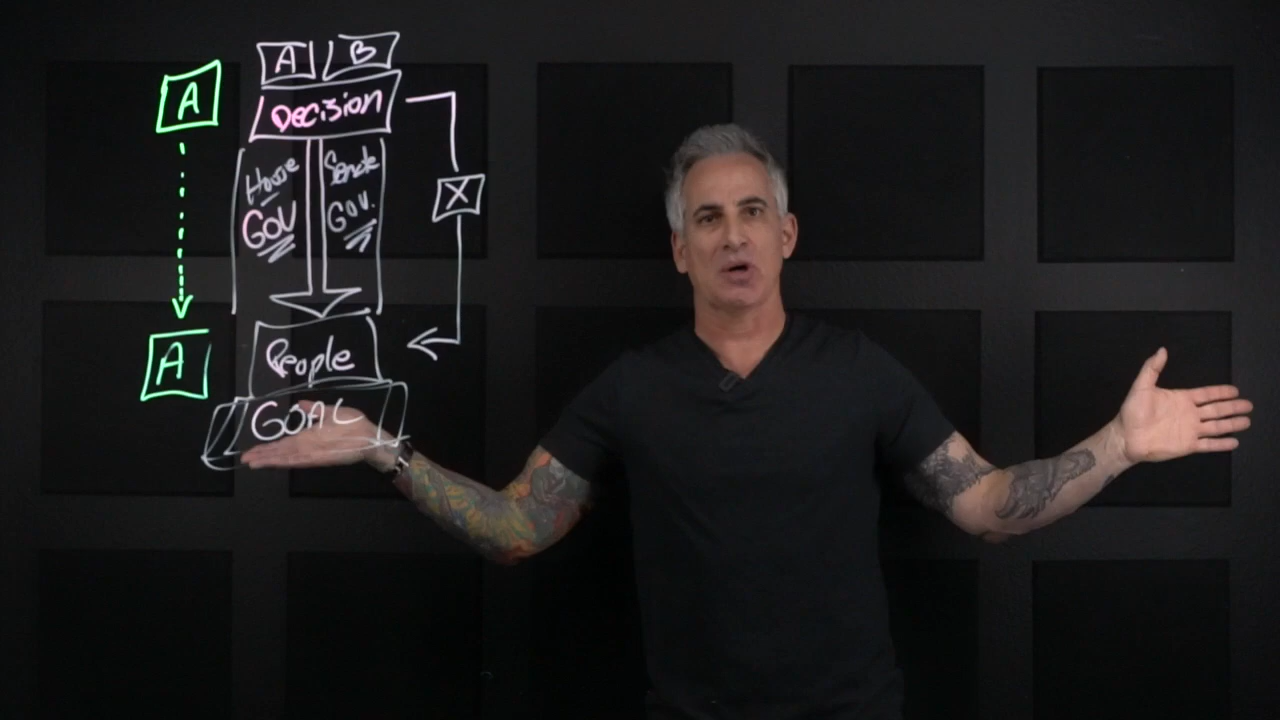 A B
A
Decision
House Senate
GOV GOV.
X
People
A
GOAL